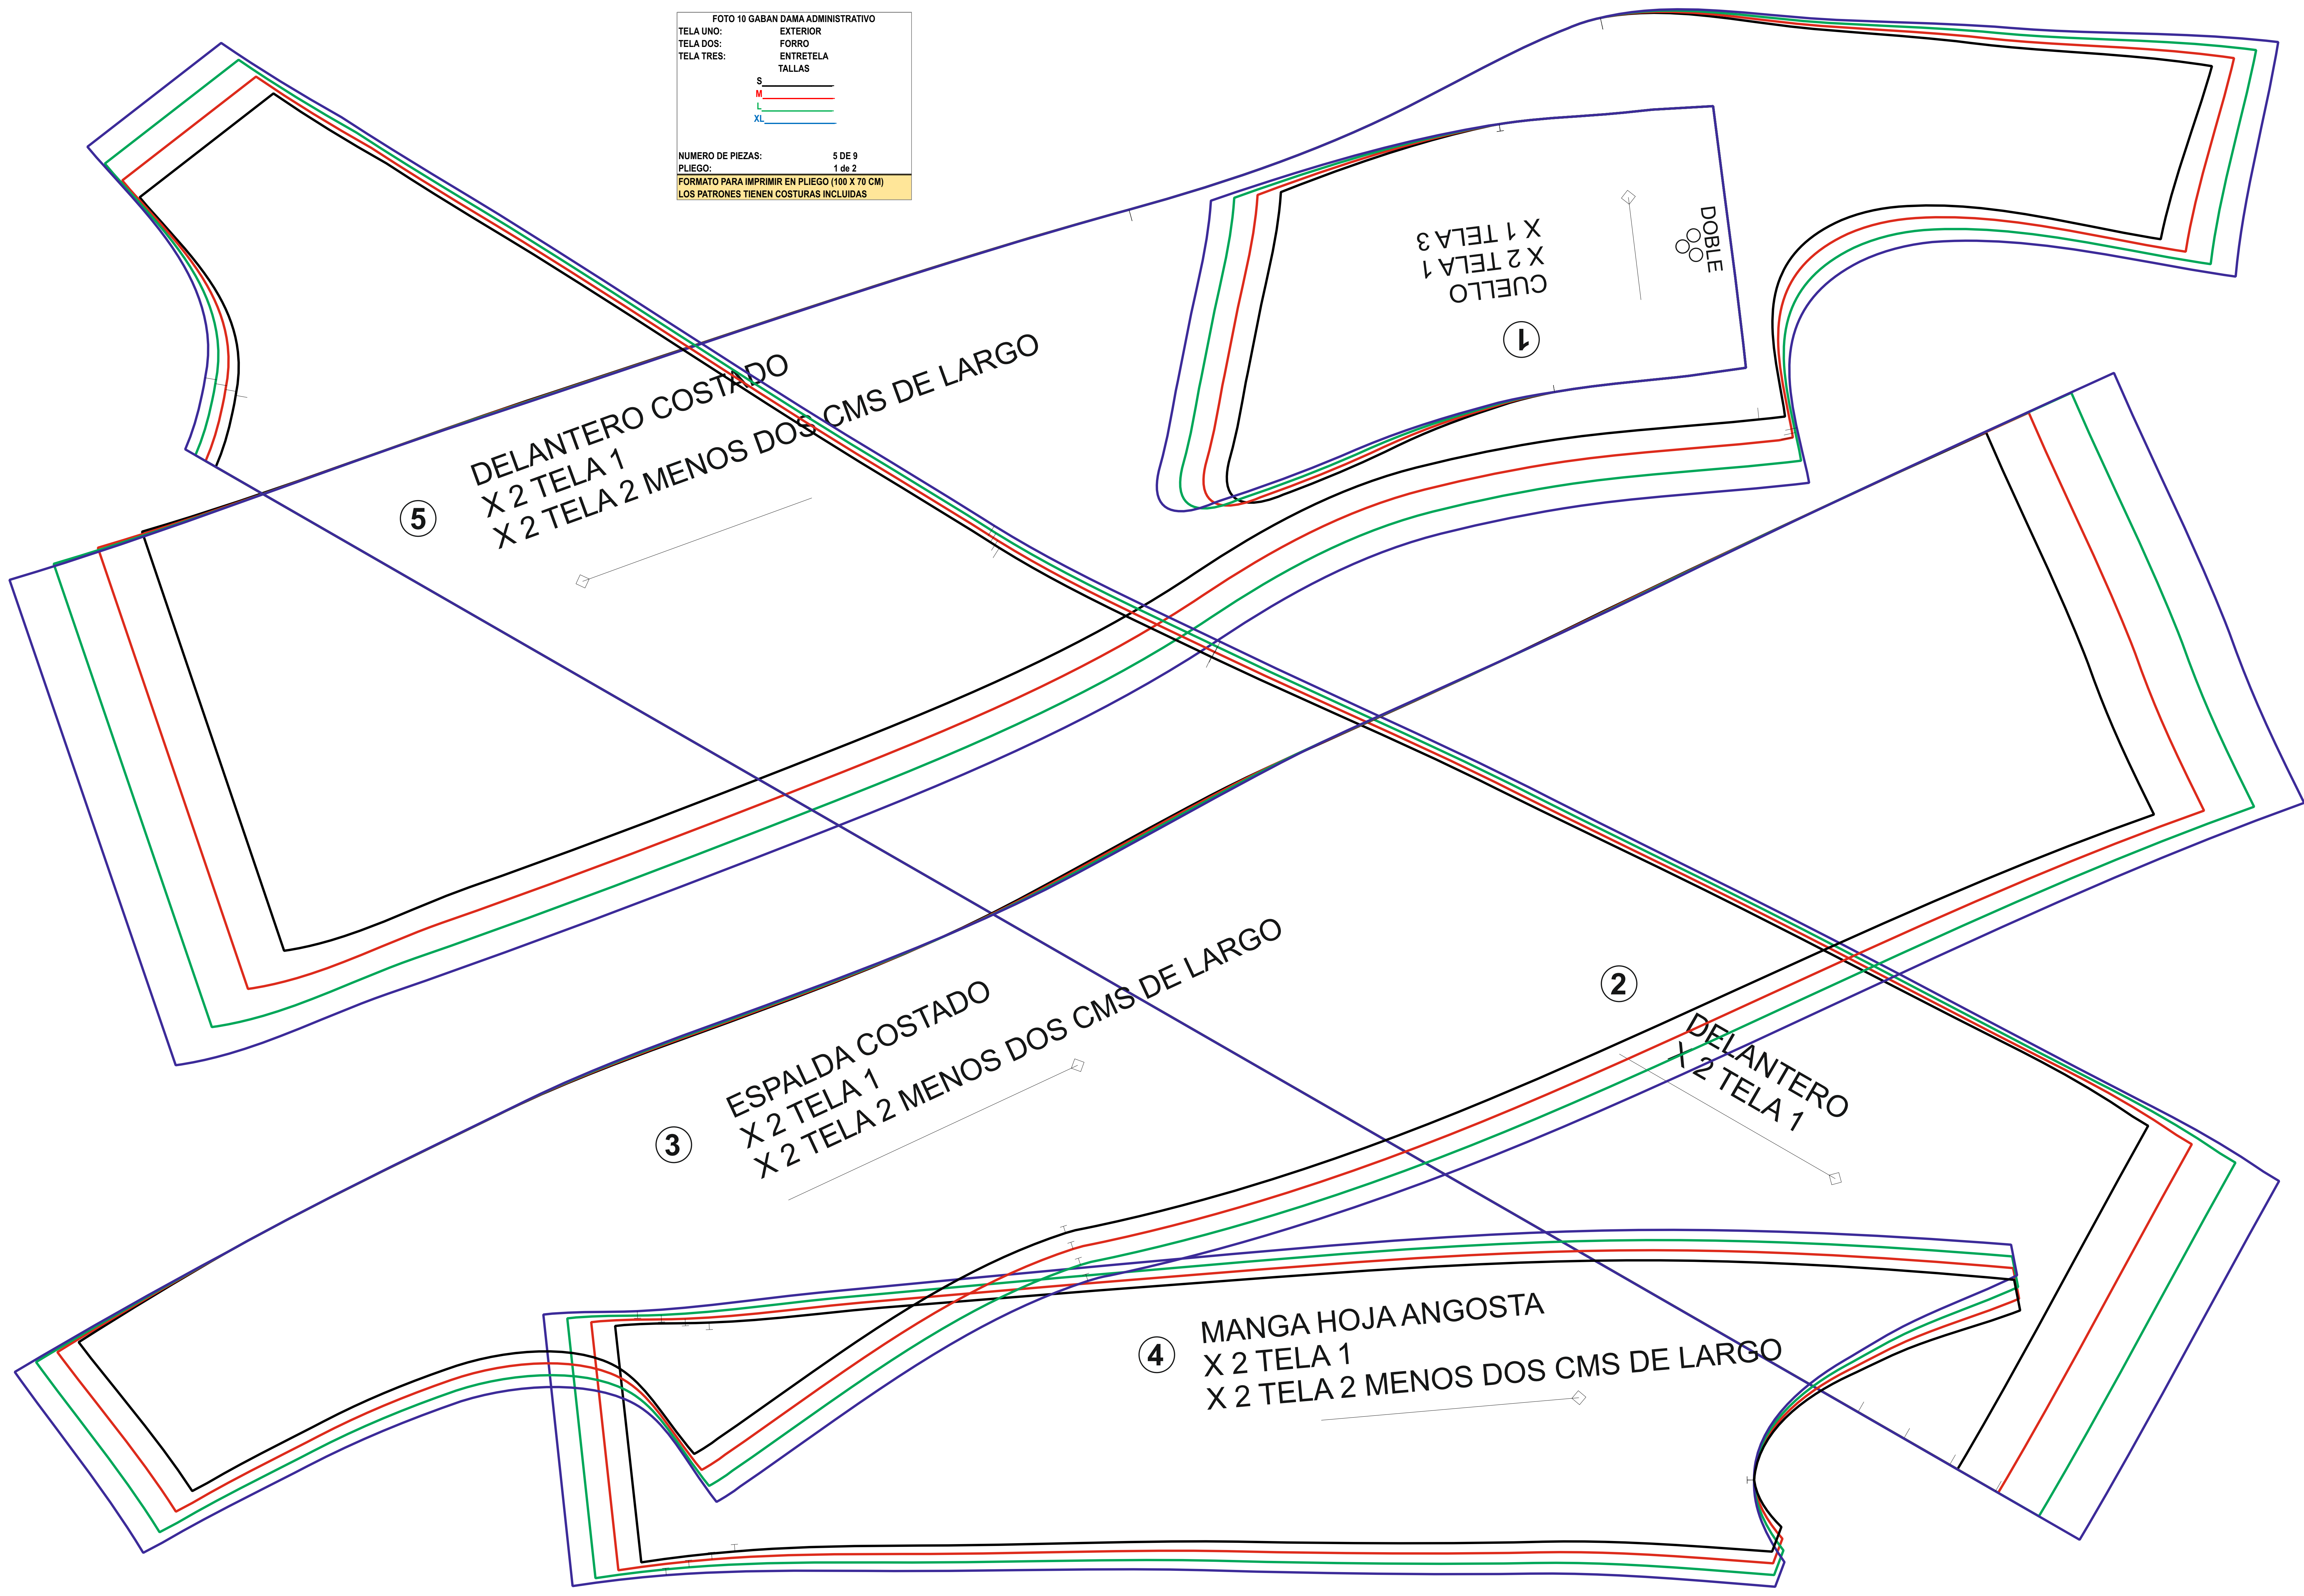 FOTO 10 GABAN DAMA ADMINISTRATIVO
TELA UNO: EXTERIOR
TELA DOS: FORRO
TELA TRES: ENTRETELA
TALLAS
S
M
L
XL
NUMERO DE PIEZAS: 5 DE 9
PLIEGO: 1 de 2
FORMATO PARA IMPRIMIR EN PLIEGO (100 X 70 CM)
LOS PATRONES TIENEN COSTURAS INCLUIDAS
1
CUELLO
X 2 TELA 1
X 1 TELA 3
DOBLE
5
DELANTERO COSTADO
X 2 TELA 1
X 2 TELA 2 MENOS DOS CMS DE LARGO
2
DELANTERO
X 2 TELA 1
3
ESPALDA COSTADO
X 2 TELA 1
X 2 TELA 2 MENOS DOS CMS DE LARGO
4
MANGA HOJA ANGOSTA
X 2 TELA 1
X 2 TELA 2 MENOS DOS CMS DE LARGO